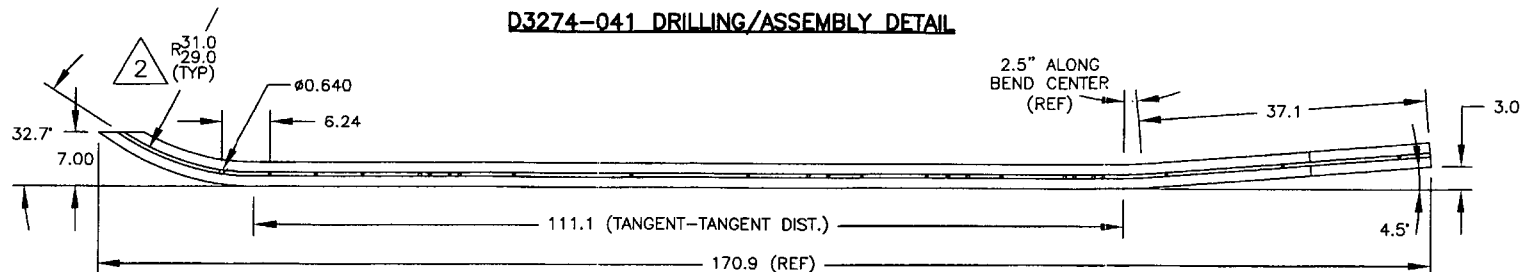 D3274-041 DRILLING/ASSEMBLY DETAIL
2
R31.0
29.0
(TYP)
ø0.640
6.24
32.7°
7.00
2.5" ALONG
BEND CENTER
(REF)
37.1
3.0
4.5°
111.1 (TANGENT-TANGENT DIST.)
170.9 (REF)